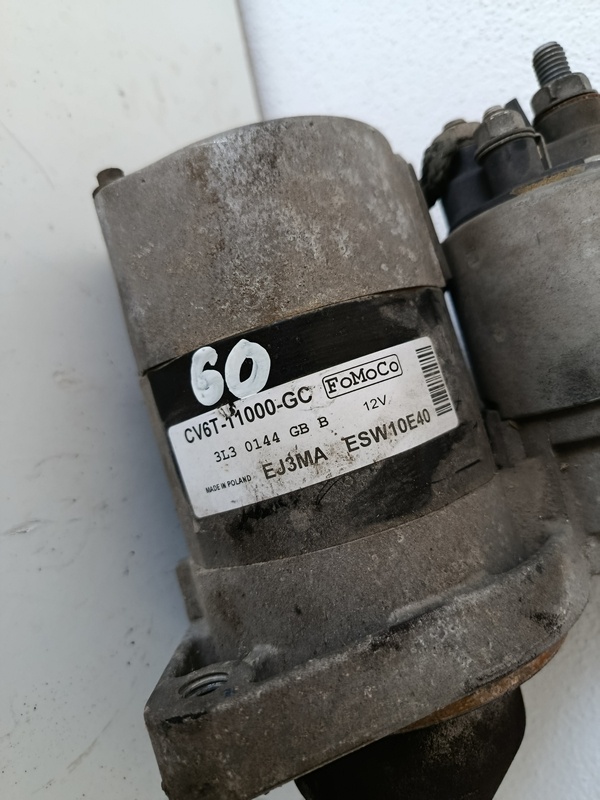 60
CV6T-11000-GC FoMoCo
3L3 0144 GB B 12V
MADE IN POLAND EJ3MA ESW10E40